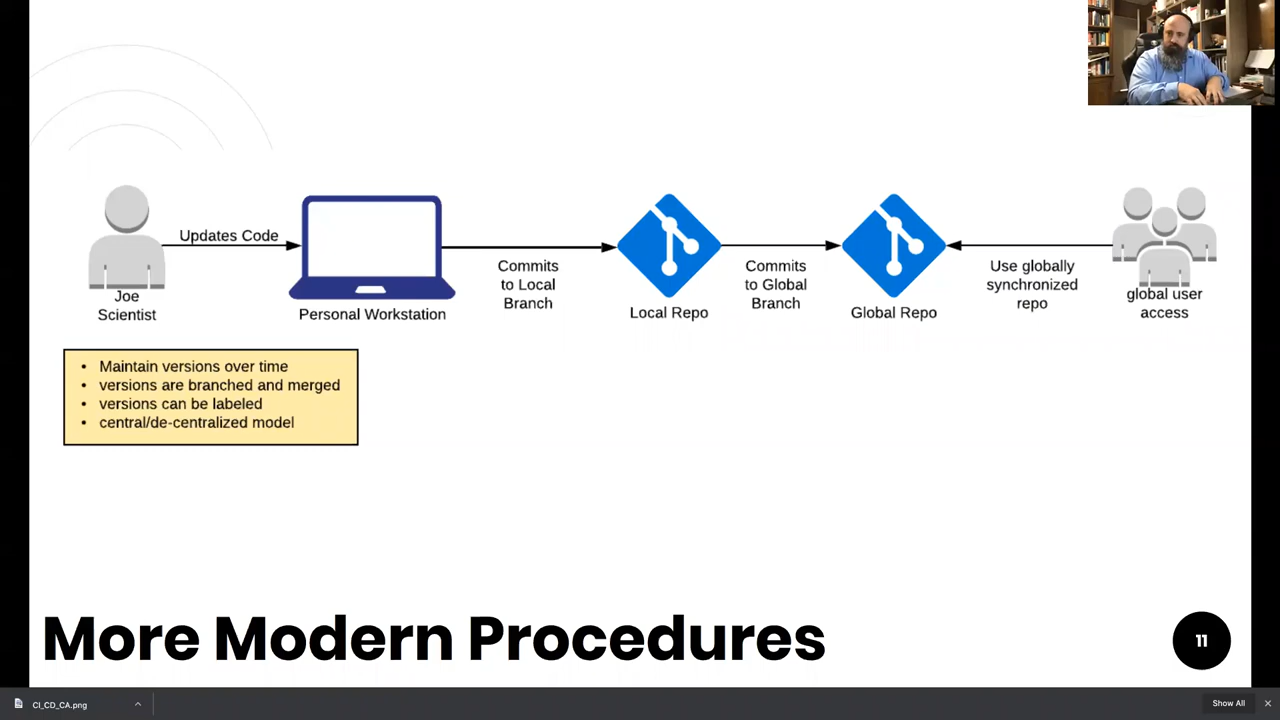 Updates Code
Joe
Scientist
Personal Workstation
Commits
to Local
Branch
Local Repo
Commits
to Global
Branch
Global Repo
Use globally
synchronized
repo
global user
access
• Maintain versions over time
• versions are branched and merged
• versions can be labeled
• central/de-centralized model
More Modern Procedures
11
CI_CD_CA.png
Show All